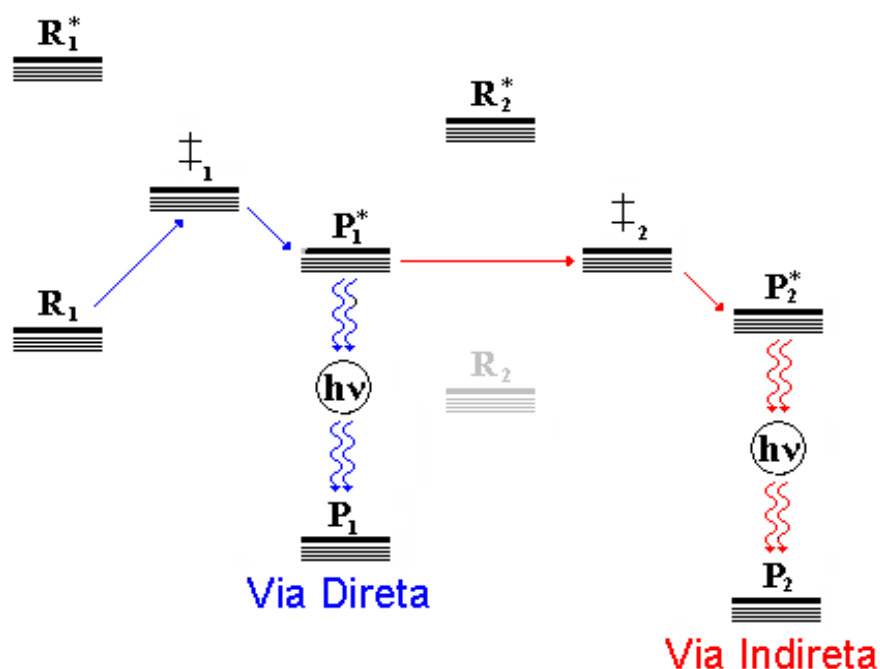 R₁*
R₂*
‡₁
‡₂
P₁*
P₂*
R₁
R₂
hν
hν
P₁
P₂
Via Direta
Via Indireta